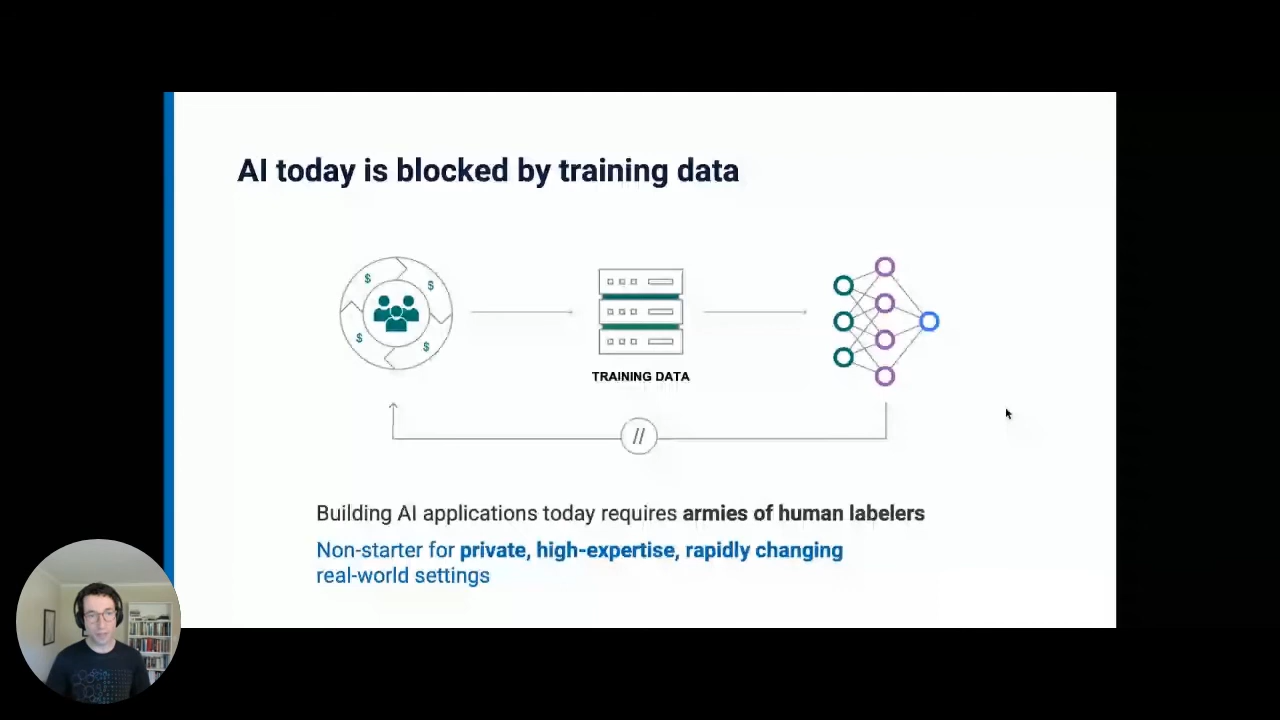 AI today is blocked by training data
$
$
$
$
TRAINING DATA
//
Building AI applications today requires armies of human labelers
Non-starter for private, high-expertise, rapidly changing
real-world settings